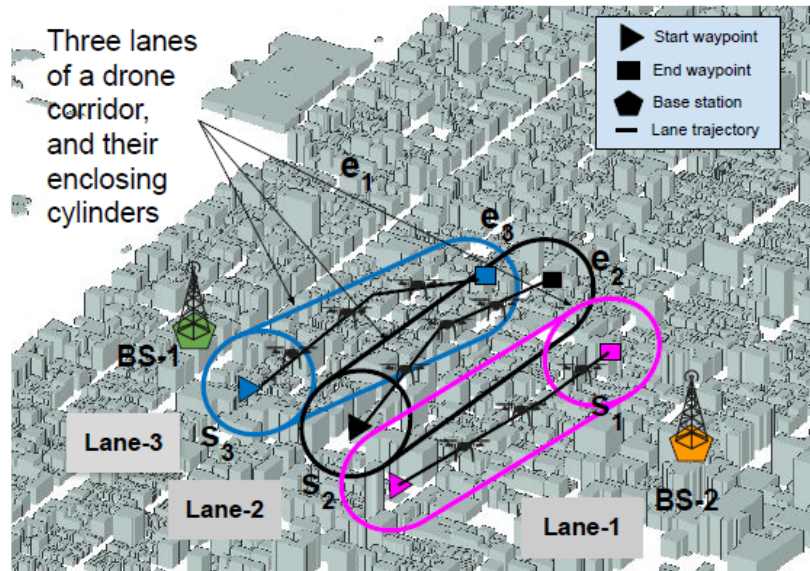 Three lanes
of a drone
corridor,
and their
enclosing
cylinders
Start waypoint
End waypoint
Base station
Lane trajectory
e1
e3
e2
BS-1
s3
s2
s1
BS-2
Lane-3
Lane-2
Lane-1